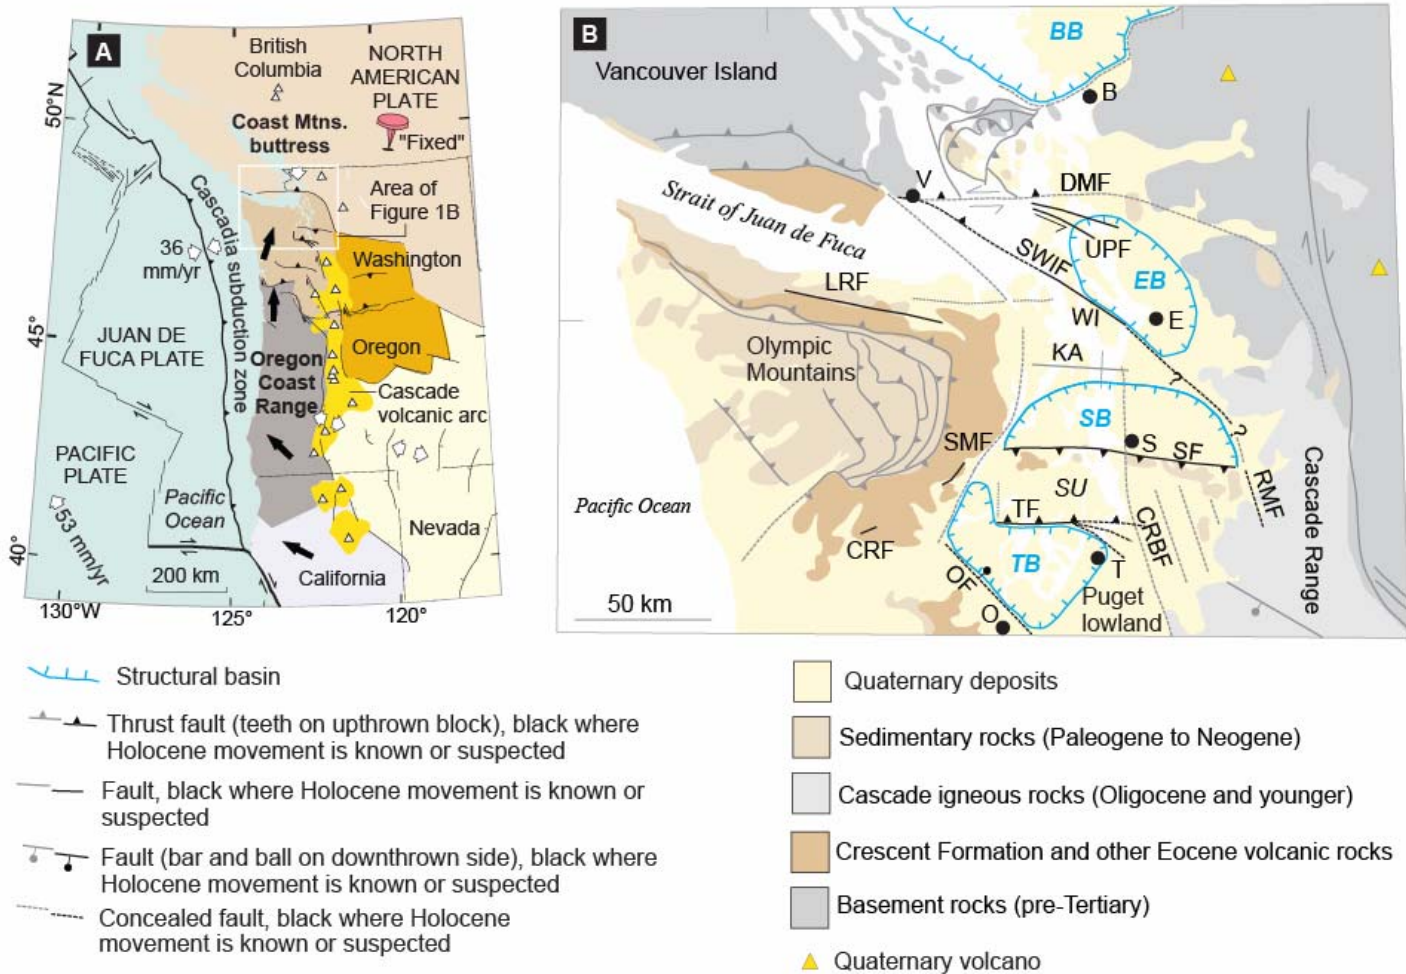 A
British
Columbia
NORTH
AMERICAN
PLATE
Coast Mtns.
buttress
"Fixed"
50°N
Area of
Figure 1B
Cascadia subduction zone
36
mm/yr
Washington
45°
JUAN DE
FUCA PLATE
Oregon
Coast
Range
Oregon
Cascade
volcanic arc
PACIFIC
PLATE
Pacific
Ocean
Nevada
53 mm/yr
40°
200 km
California
130°W
125°
120°
B
BB
Vancouver Island
B
V
DMF
Strait of Juan de Fuca
SWIF
UPF
EB
LRF
WI
E
KA
Olympic
Mountains
?
SB
?
SMF
S
SF
Cascade Range
RMF
Pacific Ocean
SU
TF
CRBF
CRF
TB
T
OF
Puget
lowland
50 km
O
Structural basin
Thrust fault (teeth on upthrown block), black where
Holocene movement is known or suspected
Fault, black where Holocene movement is known or
suspected
Fault (bar and ball on downthrown side), black where
Holocene movement is known or suspected
Concealed fault, black where Holocene
movement is known or suspected
Quaternary deposits
Sedimentary rocks (Paleogene to Neogene)
Cascade igneous rocks (Oligocene and younger)
Crescent Formation and other Eocene volcanic rocks
Basement rocks (pre-Tertiary)
Quaternary volcano